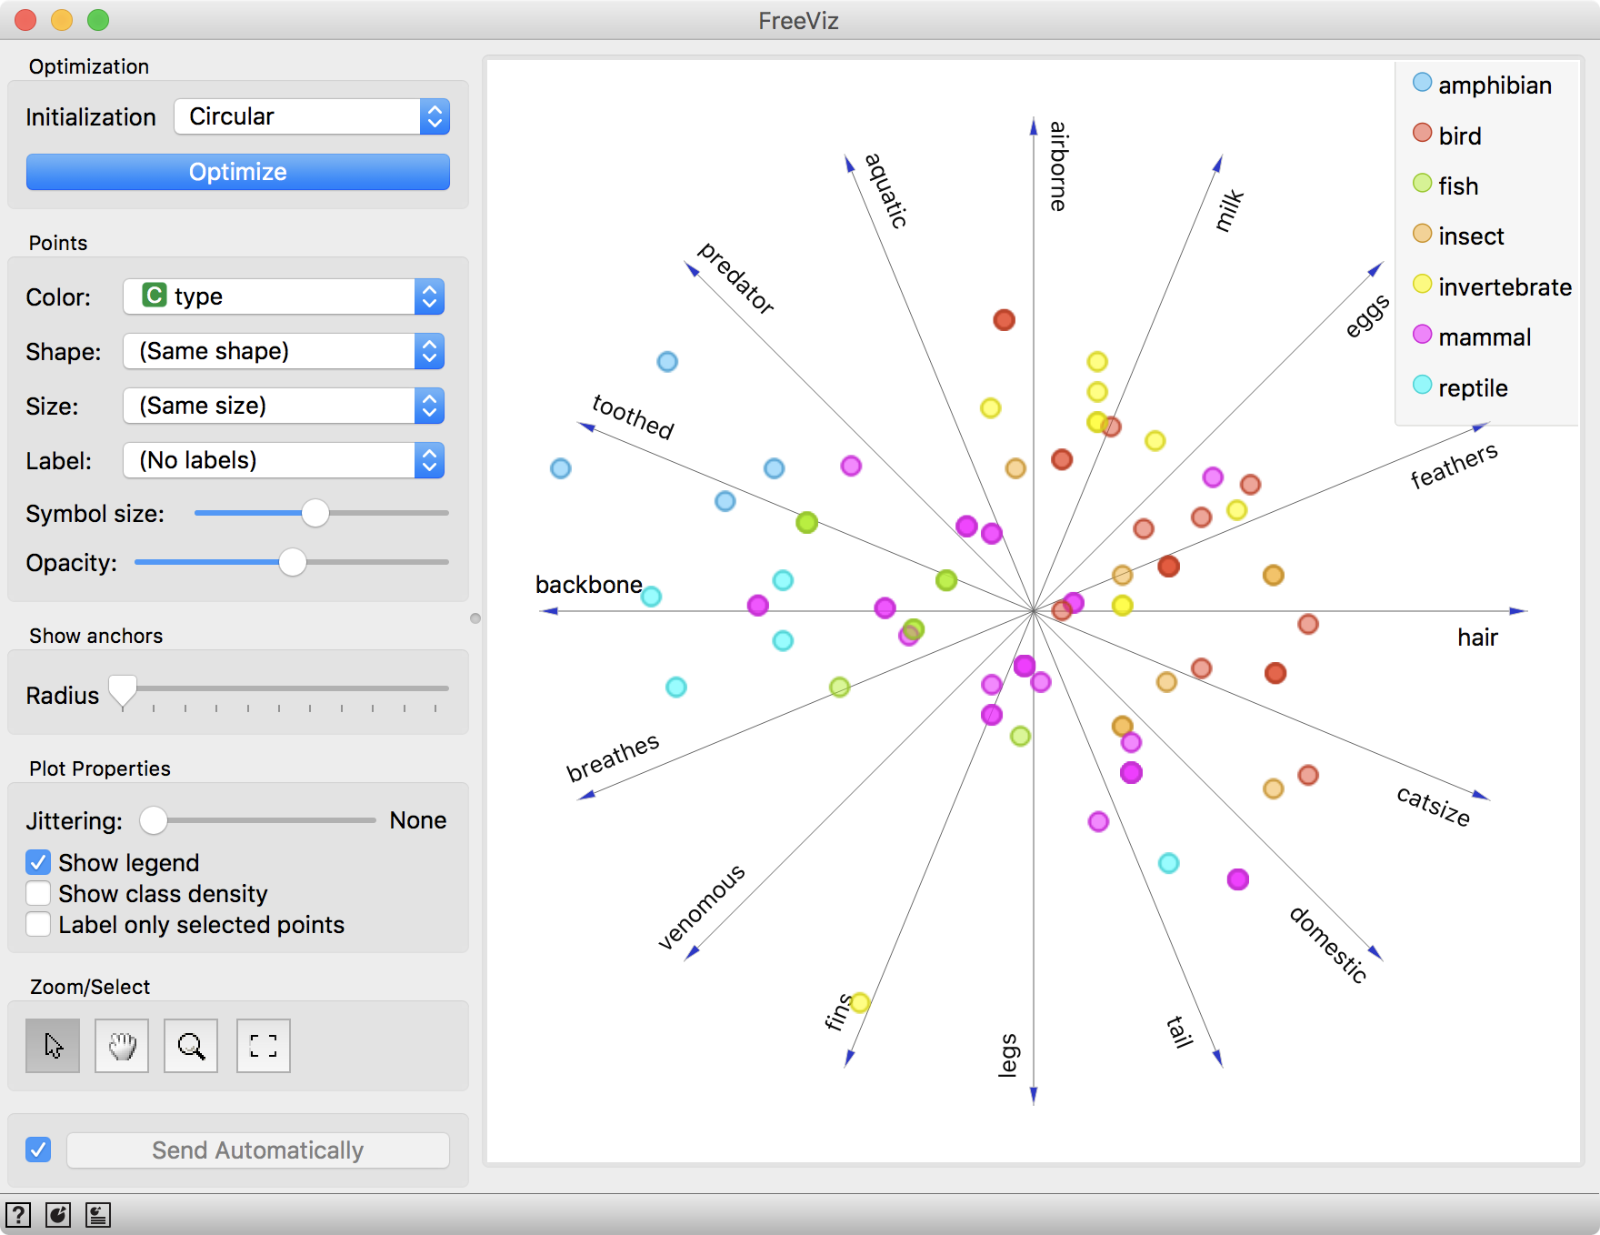 FreeViz
Optimization
Initialization
Circular
Optimize
Points
Color:
C type
Shape:
(Same shape)
Size:
(Same size)
Label:
(No labels)
Symbol size:
Opacity:
Show anchors
Radius
Plot Properties
Jittering:
None
Show legend
Show class density
Label only selected points
Zoom/Select
Send Automatically
?
airborne
aquatic
milk
predator
eggs
toothed
feathers
backbone
hair
breathes
catsize
venomous
domestic
fins
legs
tail
amphibian
bird
fish
insect
invertebrate
mammal
reptile